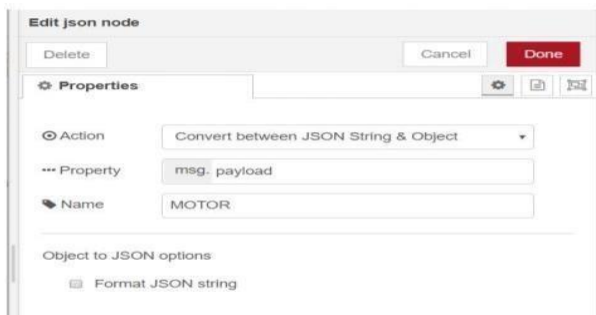 Edit json node
Delete Cancel Done
Properties
Action Convert between JSON String & Object
Property msg. payload
Name MOTOR
Object to JSON options
Format JSON string